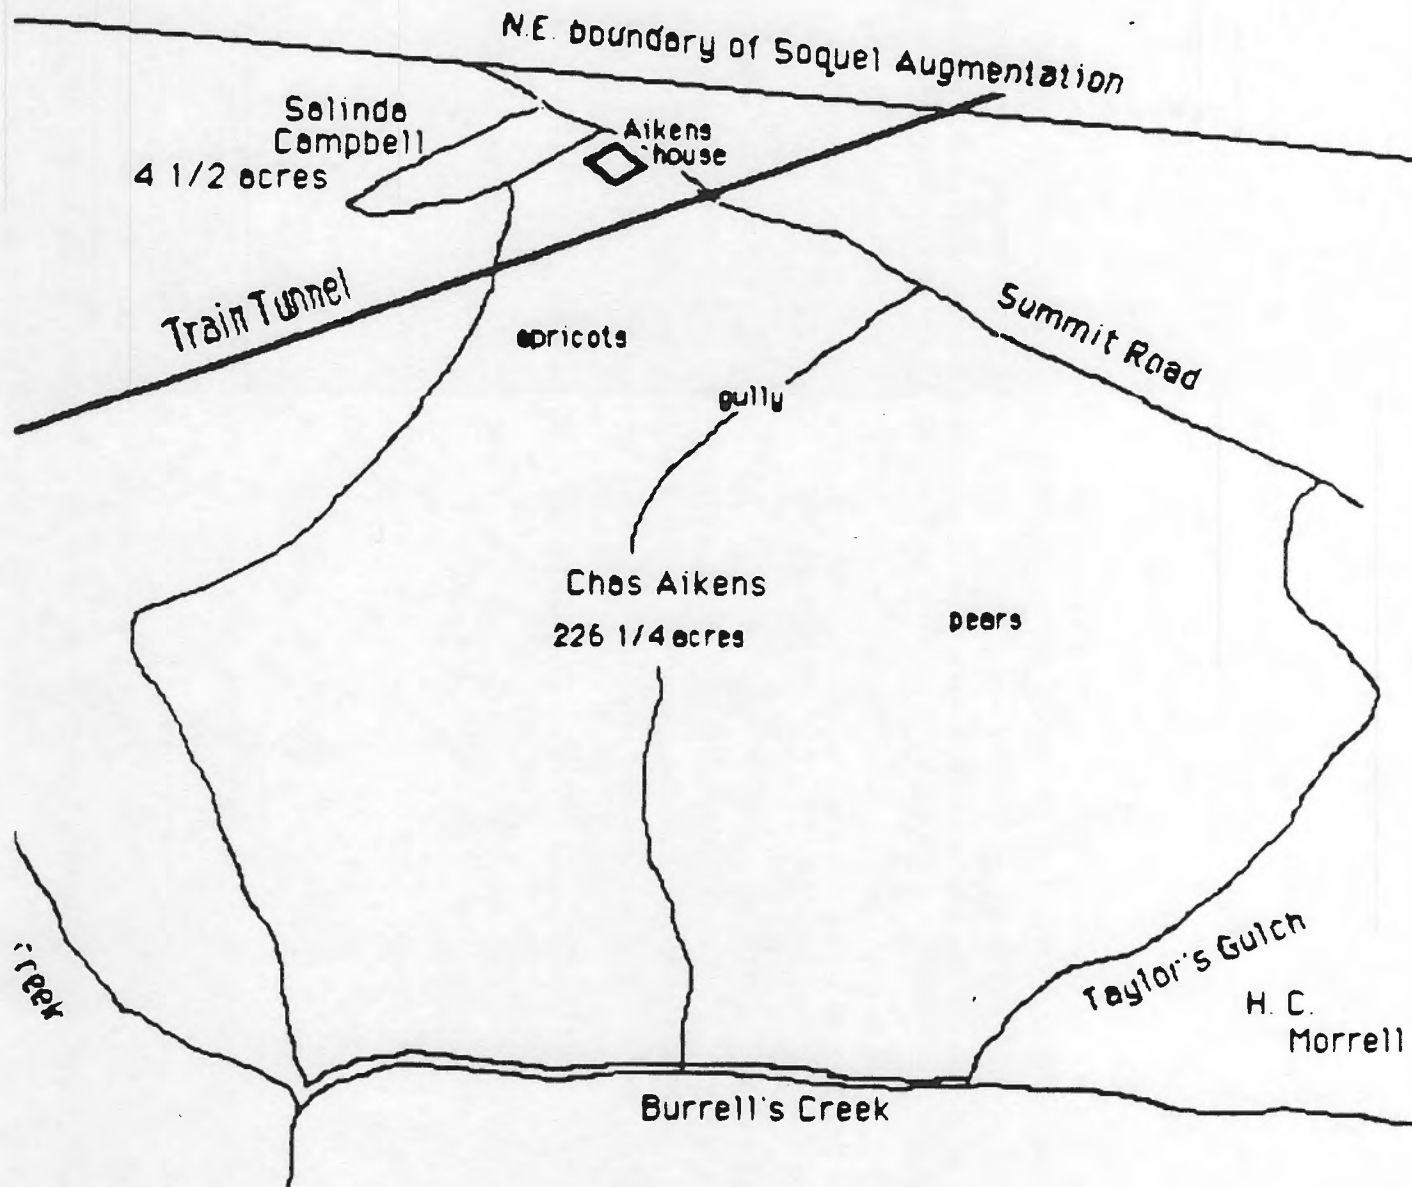 N.E. boundary of Soquel Augmentation
Salinda
Campbell
4 1/2 acres
Aikens
house
Train Tunnel
apricots
Summit Road
gully
Chas Aikens
226 1/4 acres
pears
Taylor's Gulch
H. C.
Morrell
Burrell's Creek